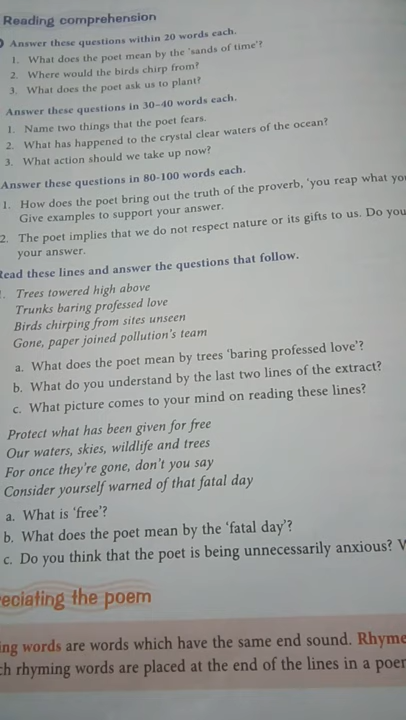 Reading comprehension
Answer these questions within 20 words each.
1. What does the poet mean by the 'sands of time'?
2. Where would the birds chirp from?
3. What does the poet ask us to plant?
Answer these questions in 30–40 words each.
1. Name two things that the poet fears.
2. What has happened to the crystal clear waters of the ocean?
3. What action should we take up now?
Answer these questions in 80-100 words each.
1. How does the poet bring out the truth of the proverb, 'you reap what
Give examples to support your answer.
2. The poet implies that we do not respect nature or its gifts to us. Do you
your answer.
Read these lines and answer the questions that follow.
Trees towered high above
Trunks baring professed love
Birds chirping from sites unseen
Gone, paper joined pollution's team
a. What does the poet mean by trees 'baring professed love'?
b. What do you understand by the last two lines of the extract?
c. What picture comes to your mind on reading these lines?
Protect what has been given for free
Our waters, skies, wildlife and trees
For once they're gone, don't you say
Consider yourself warned of that fatal day
a. What is 'free'?
b. What does the poet mean by the 'fatal day'?
c. Do you think that the poet is being unnecessarily anxious?
eciating the poem
ing words are words which have the same end sound. Rhyme
ch rhyming words are placed at the end of the lines in a poe